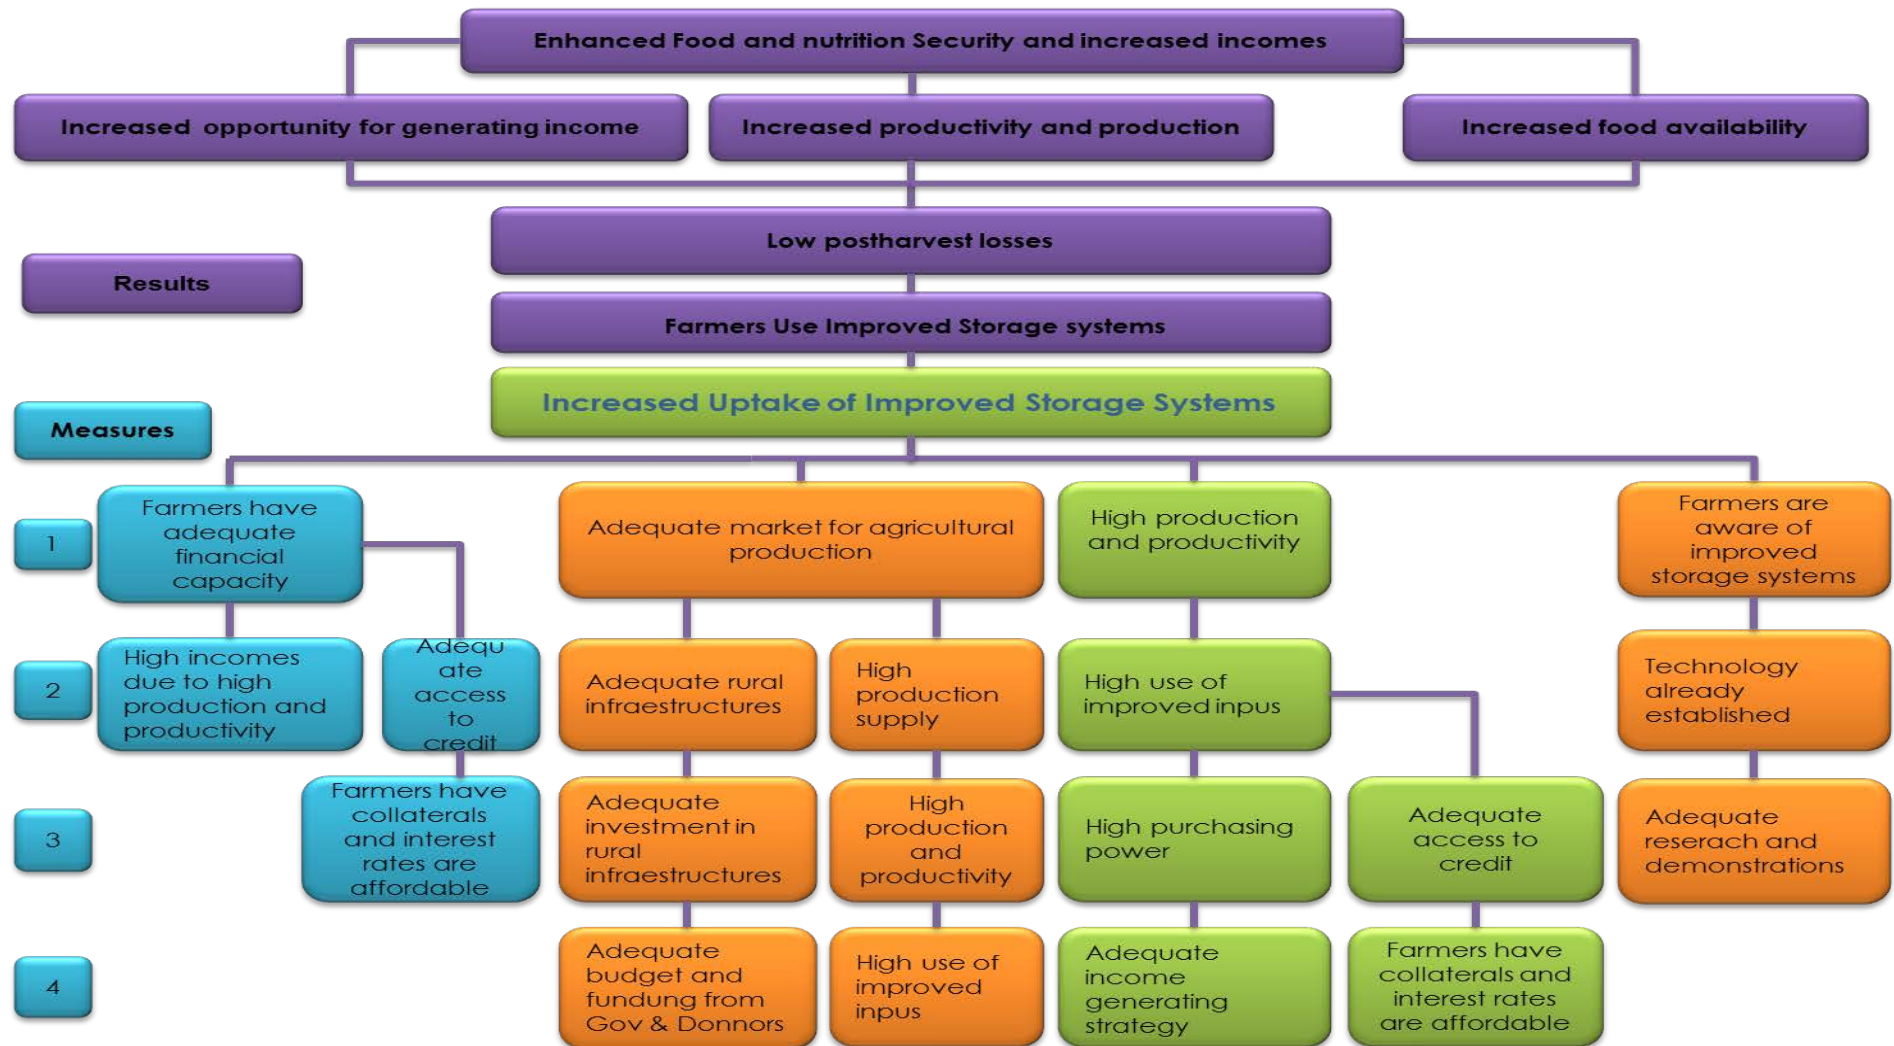 Enhanced Food and nutrition Security and increased incomes
Increased opportunity for generating income
Increased productivity and production
Increased food availability
Low postharvest losses
Results
Farmers Use Improved Storage systems
Increased Uptake of Improved Storage Systems
Measures
1
Farmers have
adequate
financial
capacity
Adequate market for agricultural
production
High production
and productivity
Farmers are
aware of
improved
storage systems
2
High incomes
due to high
production and
productivity
Adequ
ate
access
to
credit
Adequate rural
infraestructures
High
production
supply
High use of
improved inpus
Technology
already
established
3
Farmers have
collaterals
and interest
rates are
affordable
Adequate
investment in
rural
infraestructures
High
production
and
productivity
High purchasing
power
Adequate
access to
credit
Adequate
reserach and
demonstrations
4
Adequate
budget and
fundung from
Gov & Donnors
High use of
improved
inpus
Adequate
income
generating
strategy
Farmers have
collaterals and
interest rates
are affordable